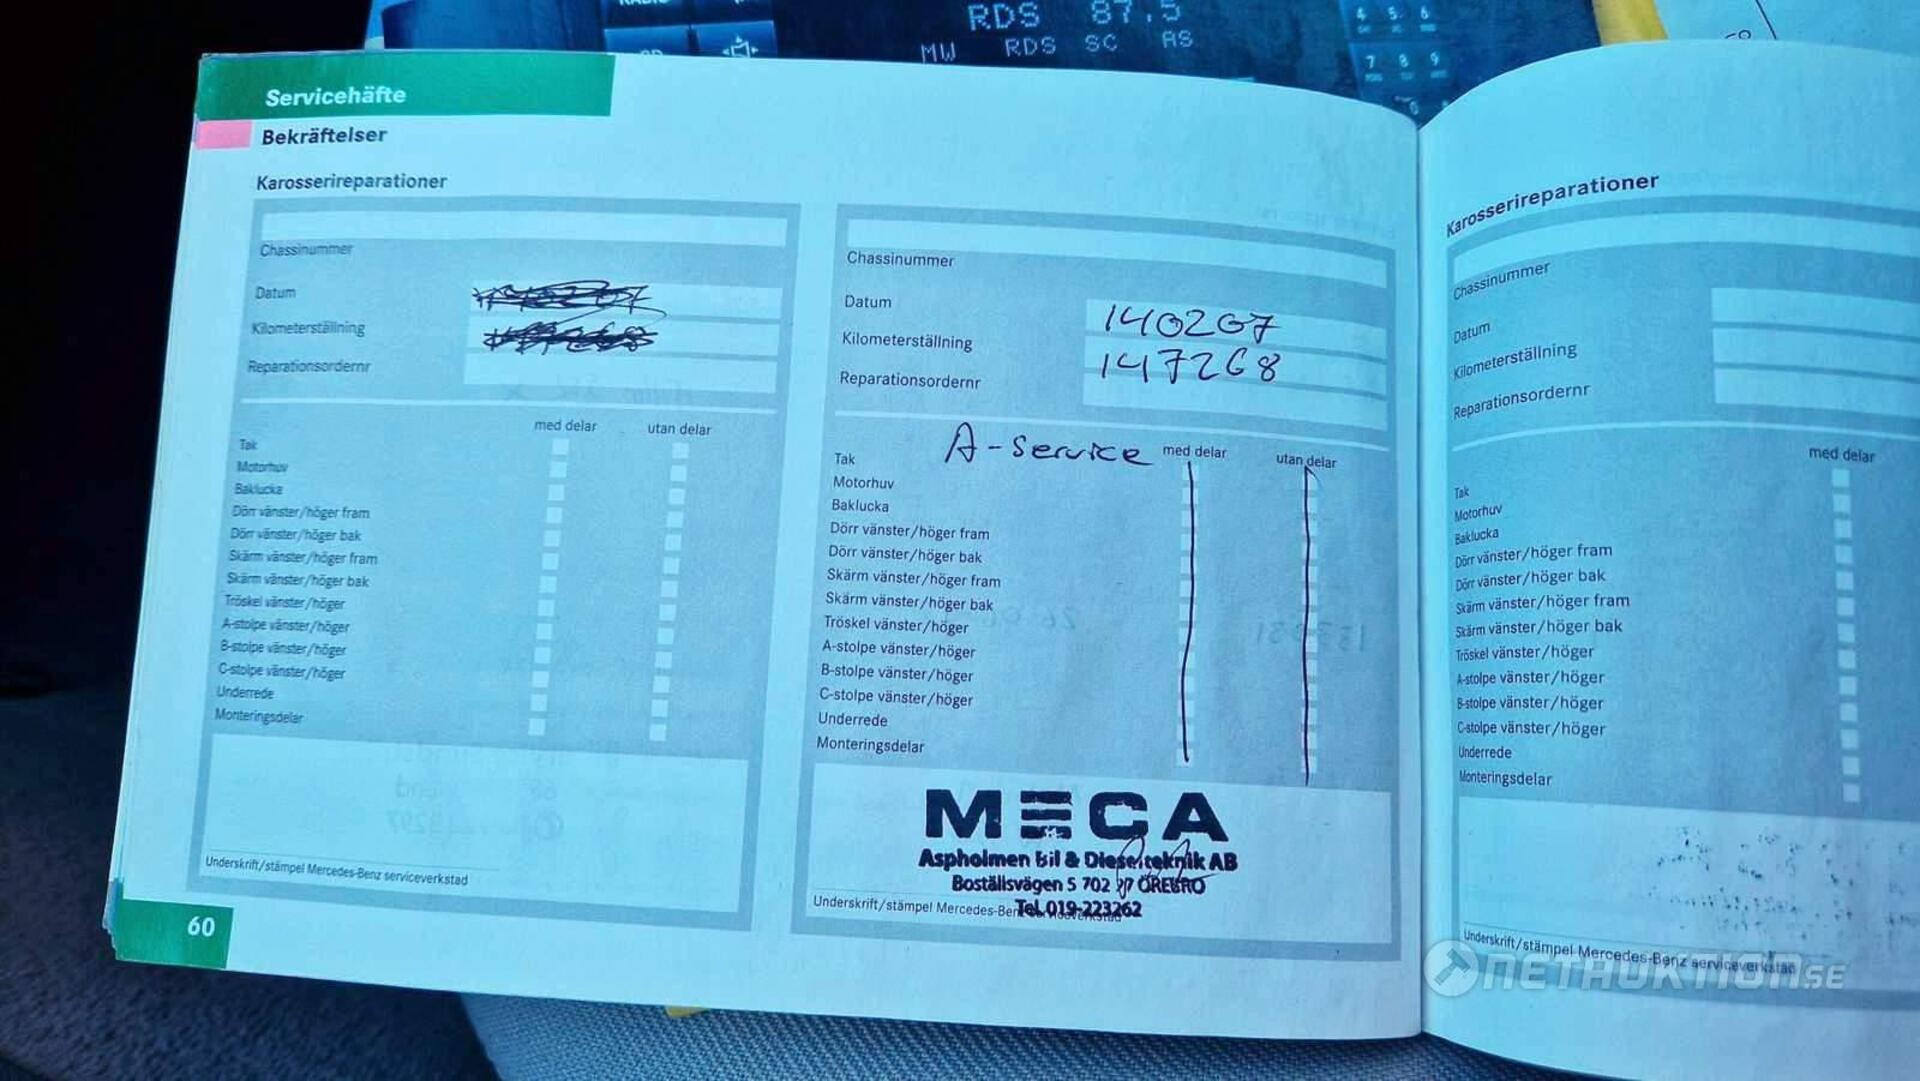 RDS 87.5
MW RDS SC AS
4 5 6
7 8 9
Servicehäfte
Bekräftelser
Karosserireparationer
Chassinummer
Datum
Kilometerställning
Reparationsordernr
med delar utan delar
Tak
Motorhuv
Baklucka
Dörr vänster/höger fram
Dörr vänster/höger bak
Skärm vänster/höger fram
Skärm vänster/höger bak
Tröskel vänster/höger
A-stolpe vänster/höger
B-stolpe vänster/höger
C-stolpe vänster/höger
Underrede
Monteringsdelar
Underskrift/stämpel Mercedes-Benz serviceverkstad
60
Chassinummer
Datum 140207
Kilometerställning 147268
Reparationsordernr
A-Service med delar utan delar
Tak
Motorhuv
Baklucka
Dörr vänster/höger fram
Dörr vänster/höger bak
Skärm vänster/höger fram
Skärm vänster/höger bak
Tröskel vänster/höger
A-stolpe vänster/höger
B-stolpe vänster/höger
C-stolpe vänster/höger
Underrede
Monteringsdelar
MECA
Aspholmen Bil & Dieselteknik AB
Boställsvägen 5 702 27 ÖREBRO
Tel. 019-223262
Underskrift/stämpel Mercedes-Benz serviceverkstad
Karosserireparationer
Chassinummer
Datum
Kilometerställning
Reparationsordernr
med delar
Tak
Motorhuv
Baklucka
Dörr vänster/höger fram
Dörr vänster/höger bak
Skärm vänster/höger fram
Skärm vänster/höger bak
Tröskel vänster/höger
A-stolpe vänster/höger
B-stolpe vänster/höger
C-stolpe vänster/höger
Underrede
Monteringsdelar
Underskrift/stämpel Mercedes-Benz serviceverkstad
NETAUKTION.SE